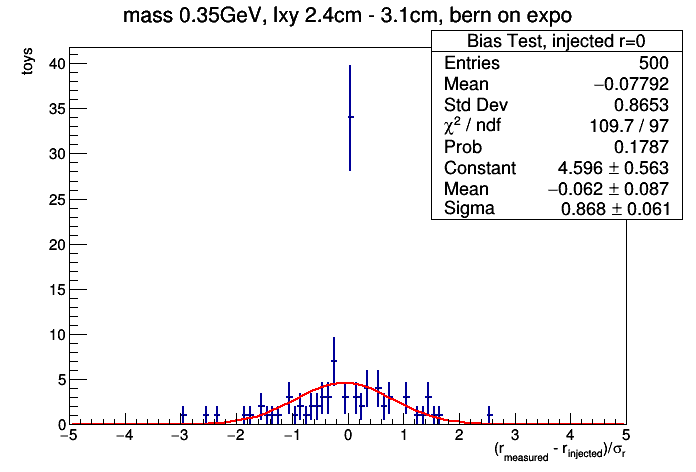 mass 0.35GeV, lxy 2.4cm - 3.1cm, bern on expo
Bias Test, injected r=0
Entries 500
Mean −0.07792
Std Dev 0.8653
χ² / ndf 109.7 / 97
Prob 0.1787
Constant 4.596 ± 0.563
Mean −0.062 ± 0.087
Sigma 0.868 ± 0.061
toys
40
35
30
25
20
15
10
5
0
−5 −4 −3 −2 −1 0 1 2 3 4 5
(r_measured - r_injected)/σ_r